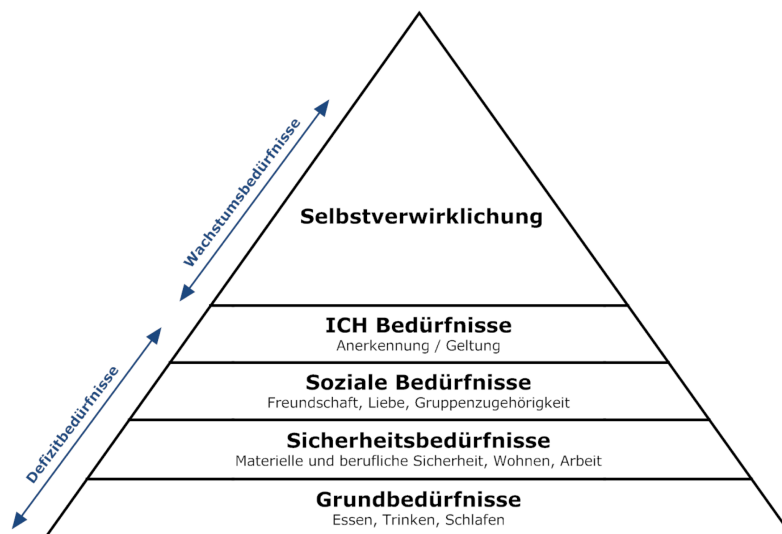 Wachstumsbedürfnisse
Selbstverwirklichung
Defizitbedürfnisse
ICH Bedürfnisse
Anerkennung / Geltung
Soziale Bedürfnisse
Freundschaft, Liebe, Gruppenzugehörigkeit
Sicherheitsbedürfnisse
Materielle und berufliche Sicherheit, Wohnen, Arbeit
Grundbedürfnisse
Essen, Trinken, Schlafen